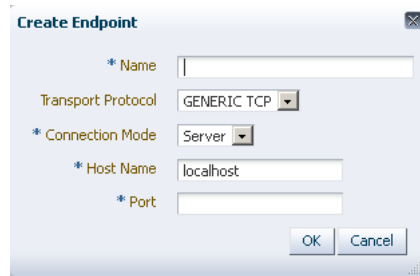 Create Endpoint
* Name
Transport Protocol GENERIC TCP
* Connection Mode Server
* Host Name localhost
* Port
OK Cancel